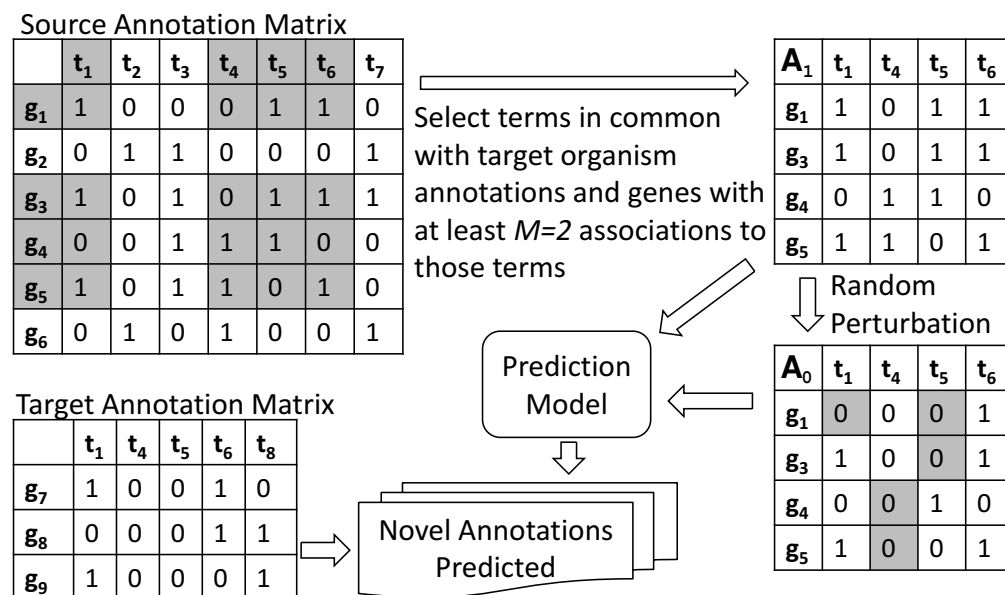 Source Annotation Matrix
t1 t2 t3 t4 t5 t6 t7
g1 1 0 0 0 1 1 0
g2 0 1 1 0 0 0 1
g3 1 0 1 0 1 1 1
g4 0 0 1 1 1 0 0
g5 1 0 1 1 0 1 0
g6 0 1 0 1 0 0 1
Select terms in common
with target organism
annotations and genes with
at least M=2 associations to
those terms
A1 t1 t4 t5 t6
g1 1 0 1 1
g3 1 0 1 1
g4 0 1 1 0
g5 1 1 0 1
Random
Perturbation
A0 t1 t4 t5 t6
g1 0 0 0 1
g3 1 0 0 1
g4 0 0 1 0
g5 1 0 0 1
Prediction
Model
Target Annotation Matrix
t1 t4 t5 t6 t8
g7 1 0 0 1 0
g8 0 0 0 1 1
g9 1 0 0 0 1
Novel Annotations
Predicted